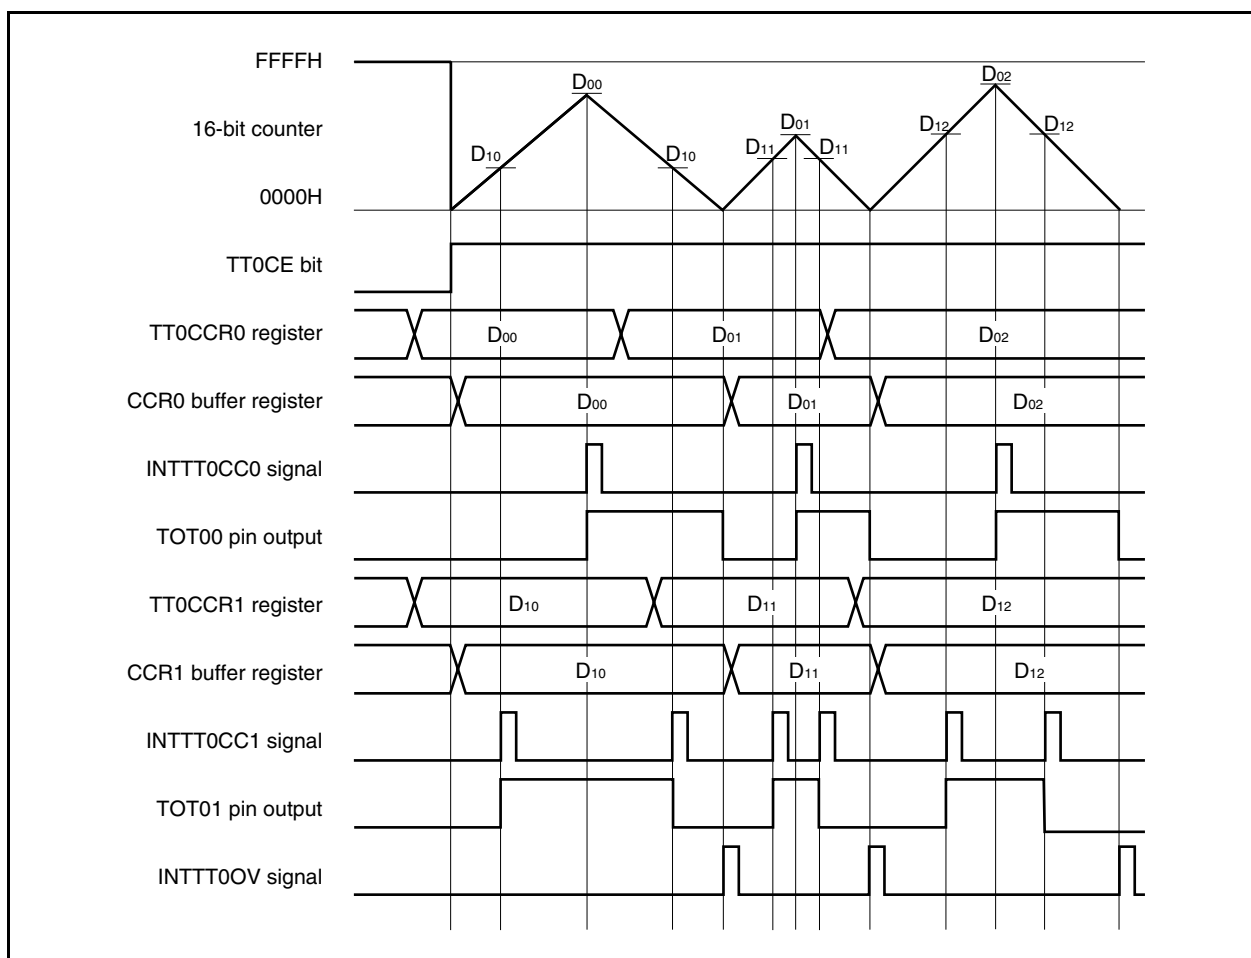 FFFFH
D00
D02
16-bit counter
D01
D12
D12
D10
D10
D11
D11
0000H
TT0CE bit
TT0CCR0 register
D00
D01
D02
CCR0 buffer register
D00
D01
D02
INTTT0CC0 signal
TOT00 pin output
TT0CCR1 register
D10
D11
D12
CCR1 buffer register
D10
D11
D12
INTTT0CC1 signal
TOT01 pin output
INTTT0OV signal